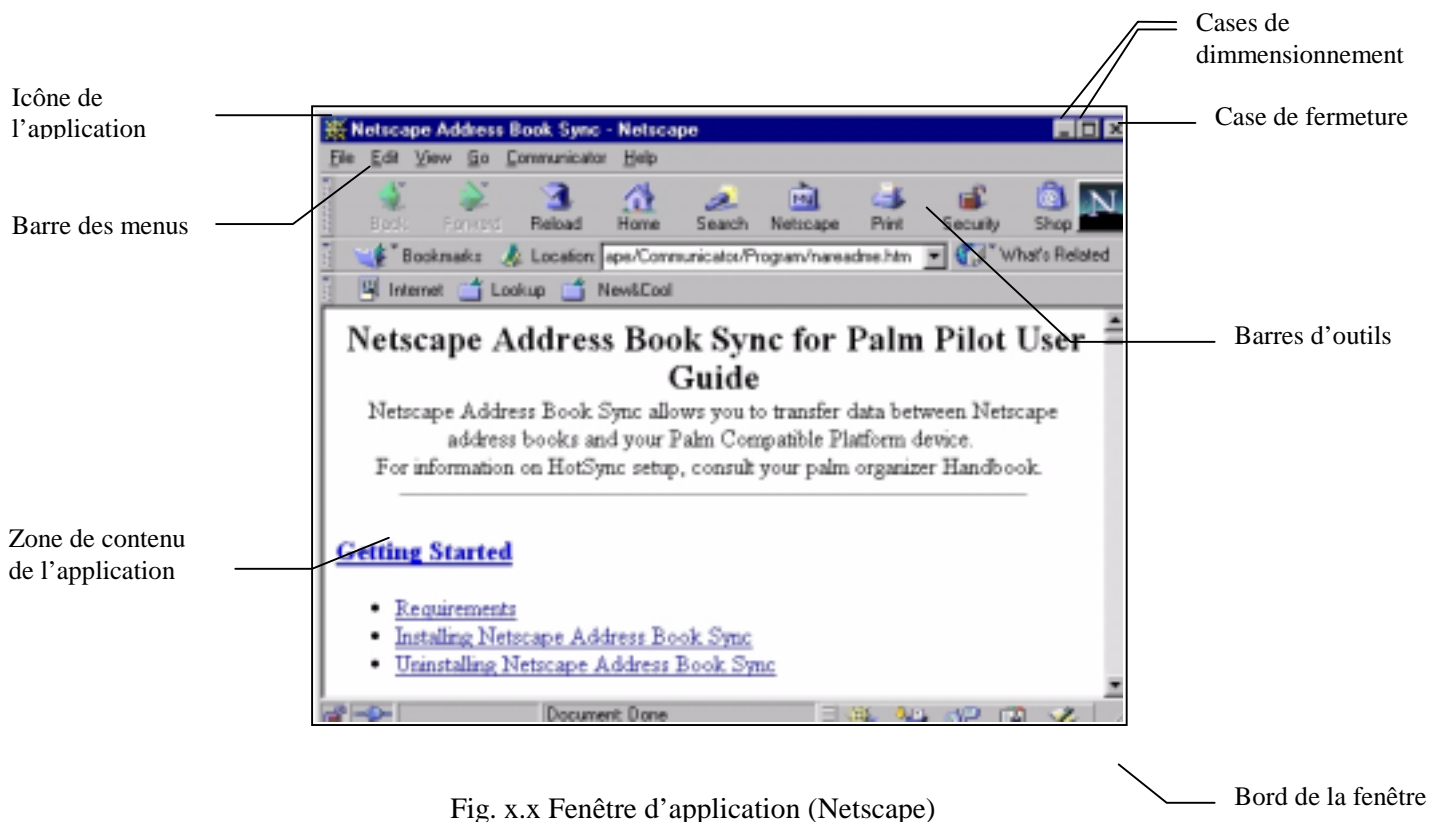 Cases de
dimmensionnement
Icône de
l’application
Case de fermeture
Netscape Address Book Sync - Netscape
File Edit View Go Communicator Help
Barre des menus
Back Forward Reload Home Search Netscape Print Security Shop
Bookmarks Location: ape/Communicator/Program/nareadme.htm What's Related
Internet Lookup New&Cool
Barres d’outils
Netscape Address Book Sync for Palm Pilot User
Guide
Netscape Address Book Sync allows you to transfer data between Netscape
address books and your Palm Compatible Platform device.
For information on HotSync setup, consult your palm organizer Handbook.
Zone de contenu
de l’application
Getting Started
• Requirements
• Installing Netscape Address Book Sync
• Uninstalling Netscape Address Book Sync
Document: Done
Bord de la fenêtre
Fig. x.x Fenêtre d’application (Netscape)